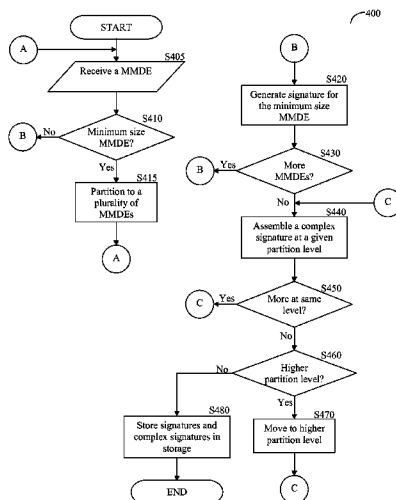 400
START
A
S405
Receive a MMDE
S410
Minimum size
MMDE?
No
B
Yes
S415
Partition to a
plurality of
MMDEs
A
B
S420
Generate signature for
the minimum size
MMDE
S430
More
MMDEs?
Yes
B
No
C
S440
Assemble a complex
signature at a given
partition level
S450
More at same
level?
Yes
C
No
S460
Higher
partition level?
No
Yes
S480
Store signatures and
complex signatures in
storage
S470
Move to higher
partition level
END
C